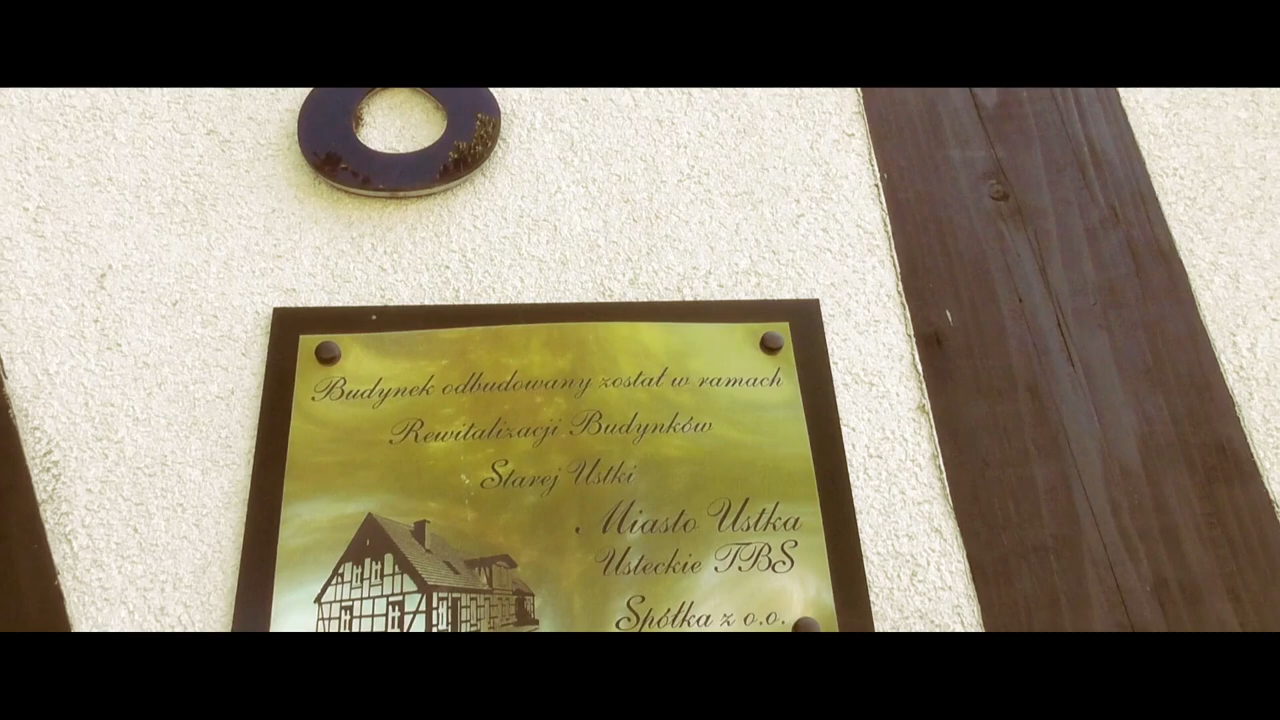 Budynek odbudowany został w ramach
Rewitalizacji Budynków
Starej Ustki
Miasto Ustka
Usteckie TBS
Spółka z o.o.